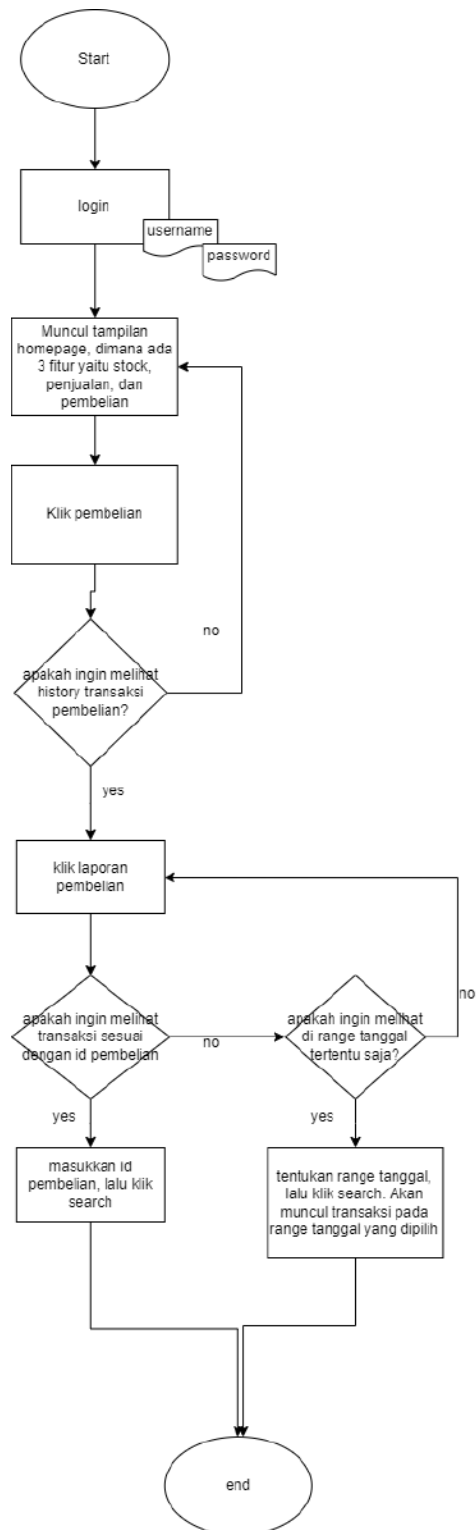 Start
login
username
password
Muncul tampilan
homepage, dimana ada
3 fitur yaitu stock,
penjualan, dan
pembelian
Klik pembelian
no
apakah ingin melihat
history transaksi
pembelian?
yes
klik laporan
pembelian
no
apakah ingin melihat
transaksi sesuai
dengan id pembelian
no
apakah ingin melihat
di range tanggal
tertentu saja?
yes
yes
masukkan id
pembelian, lalu klik
search
tentukan range tanggal,
lalu klik search. Akan
muncul transaksi pada
range tanggal yang dipilih
end